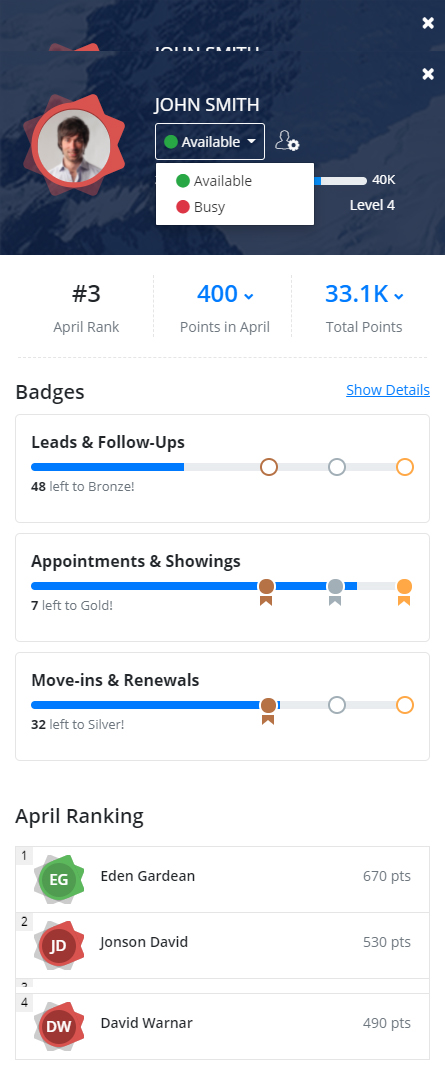 JOHN SMITH
JOHN SMITH
Available
Available
Busy
40K
Level 4
#3
400
33.1K
April Rank
Points in April
Total Points
Badges
Show Details
Leads & Follow-Ups
48 left to Bronze!
Appointments & Showings
7 left to Gold!
Move-ins & Renewals
32 left to Silver!
April Ranking
1
EG
Eden Gardean
670 pts
2
JD
Jonson David
530 pts
4
DW
David Warnar
490 pts